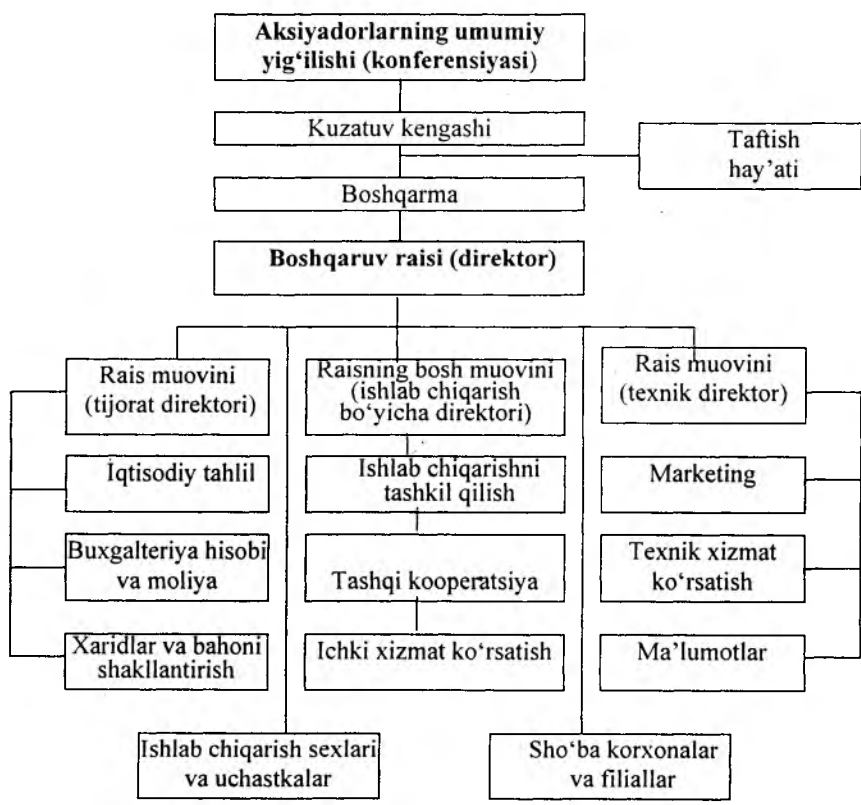 Aksiyadorlarning umumiy
yig‘ilishi (konferensiyasi)
Kuzatuv kengashi
Taftish
hay’ati
Boshqarma
Boshqaruv raisi (direktor)
Rais muovini
(tijorat direktori)
Raisning bosh muovini
(ishlab chiqarish
bo‘yicha direktori)
Rais muovini
(texnik direktor)
Iqtisodiy tahlil
Ishlab chiqarishni
tashkil qilish
Marketing
Buxgalteriya hisobi
va moliya
Tashqi kooperatsiya
Texnik xizmat
ko‘rsatish
Xaridlar va bahoni
shakllantirish
Ichki xizmat ko‘rsatish
Ma’lumotlar
Ishlab chiqarish sexlari
va uchastkalar
Sho‘ba korxonalar
va filiallar